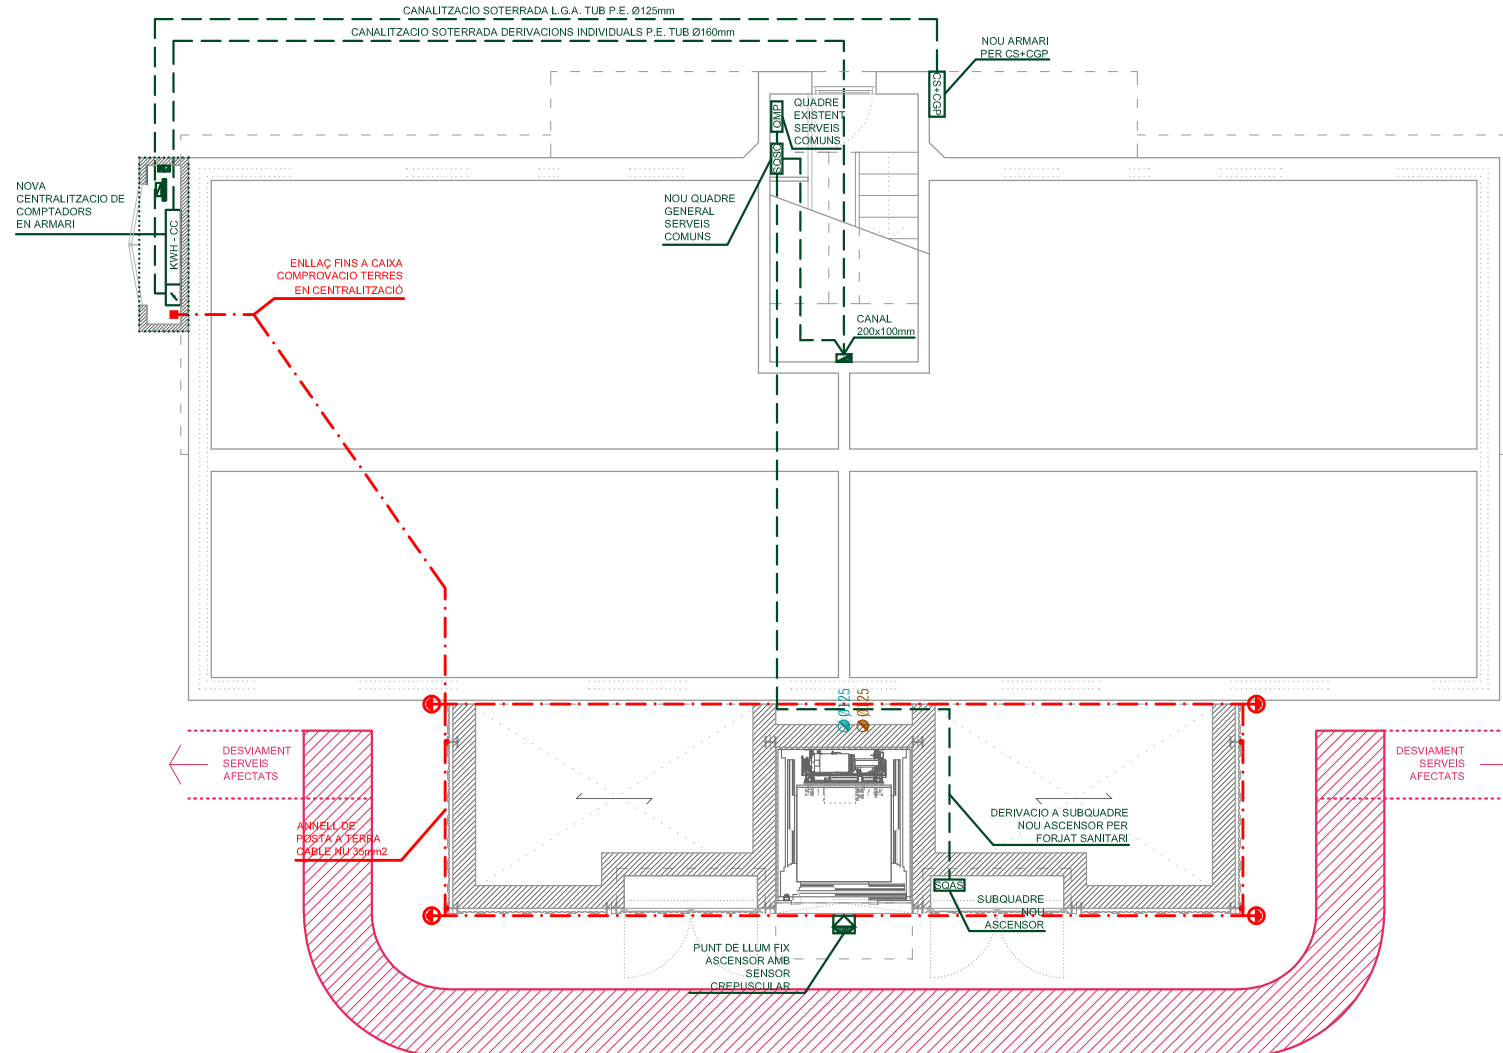 CANALITZACIO SOTERRADA L.G.A. TUB P.E. Ø125mm
CANALITZACIO SOTERRADA DERIVACIONS INDIVIDUALS P.E. TUB Ø160mm
NOU ARMARI
PER CS+CGP
CS+CGP
QMP
QUADRE
EXISTENT
SERVEIS
COMUNS
SQSC
NOVA
CENTRALITZACIO DE
COMPTADORS
EN ARMARI
KWH - CC
NOU QUADRE
GENERAL
SERVEIS
COMUNS
ENLLAÇ FINS A CAIXA
COMPROVACIO TERRES
EN CENTRALITZACIÓ
CANAL
200x100mm
Ø125
Ø125
DESVIAMENT
SERVEIS
AFECTATS
DESVIAMENT
SERVEIS
AFECTATS
ANNELL DE
POSTA A TERRA
CABLE NU 35mm2
DERIVACIO A SUBQUADRE
NOU ASCENSOR PER
FORJAT SANITARI
SQAS
SUBQUADRE
NOU
ASCENSOR
PUNT DE LLUM FIX
ASCENSOR AMB
SENSOR
CREPUSCULAR